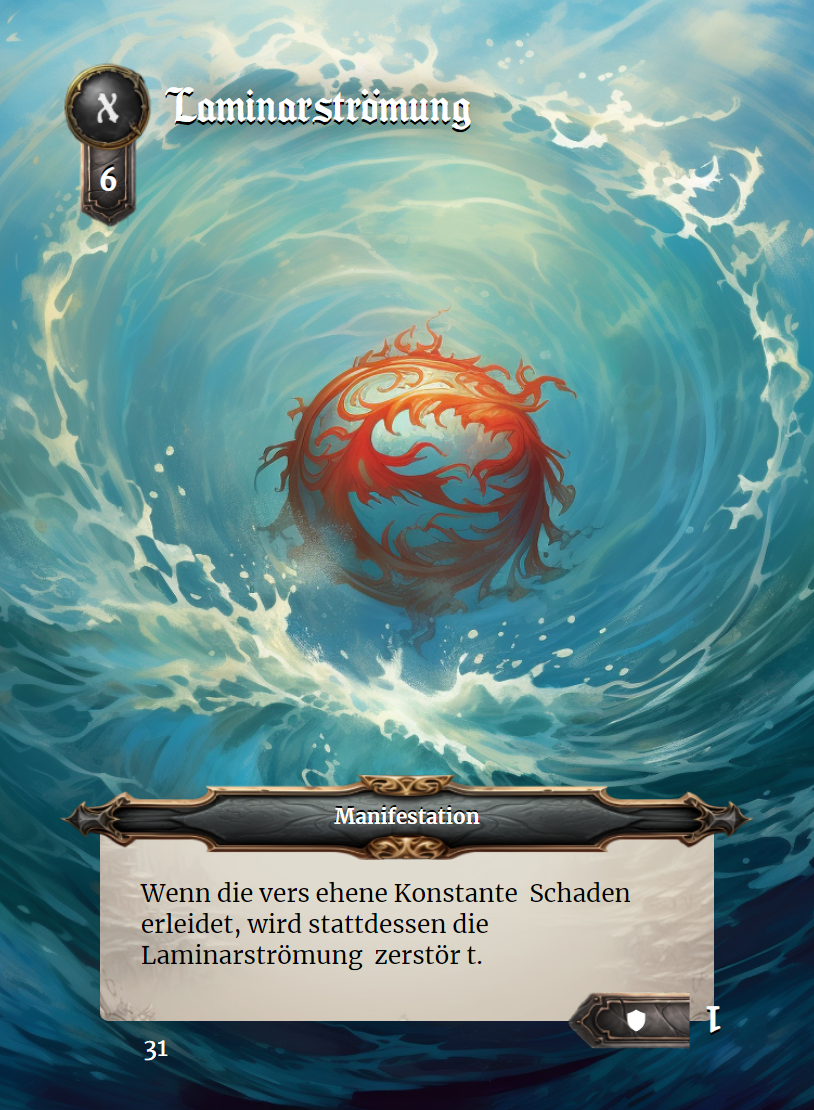 Laminarströmung
6
Manifestation
Wenn die vers ehene Konstante Schaden
erleidet, wird stattdessen die
Laminarströmung zerstör t.
1
31